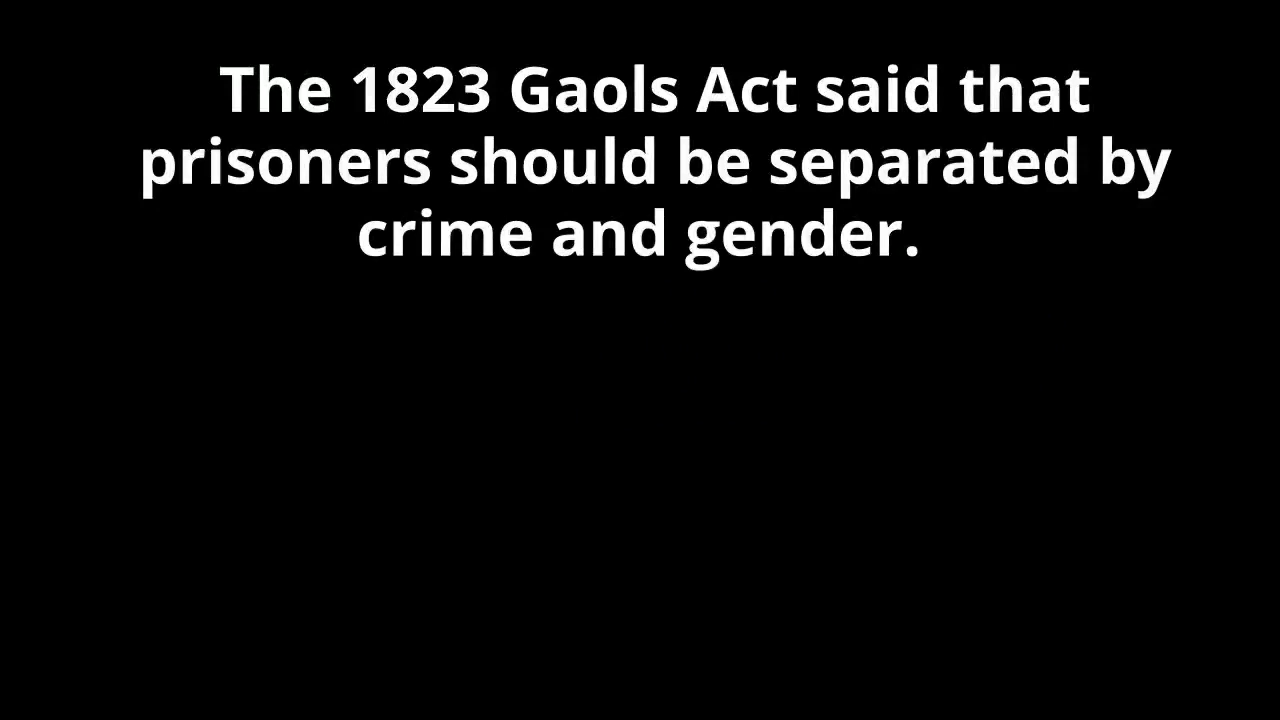 The 1823 Gaols Act said that
prisoners should be separated by
crime and gender.